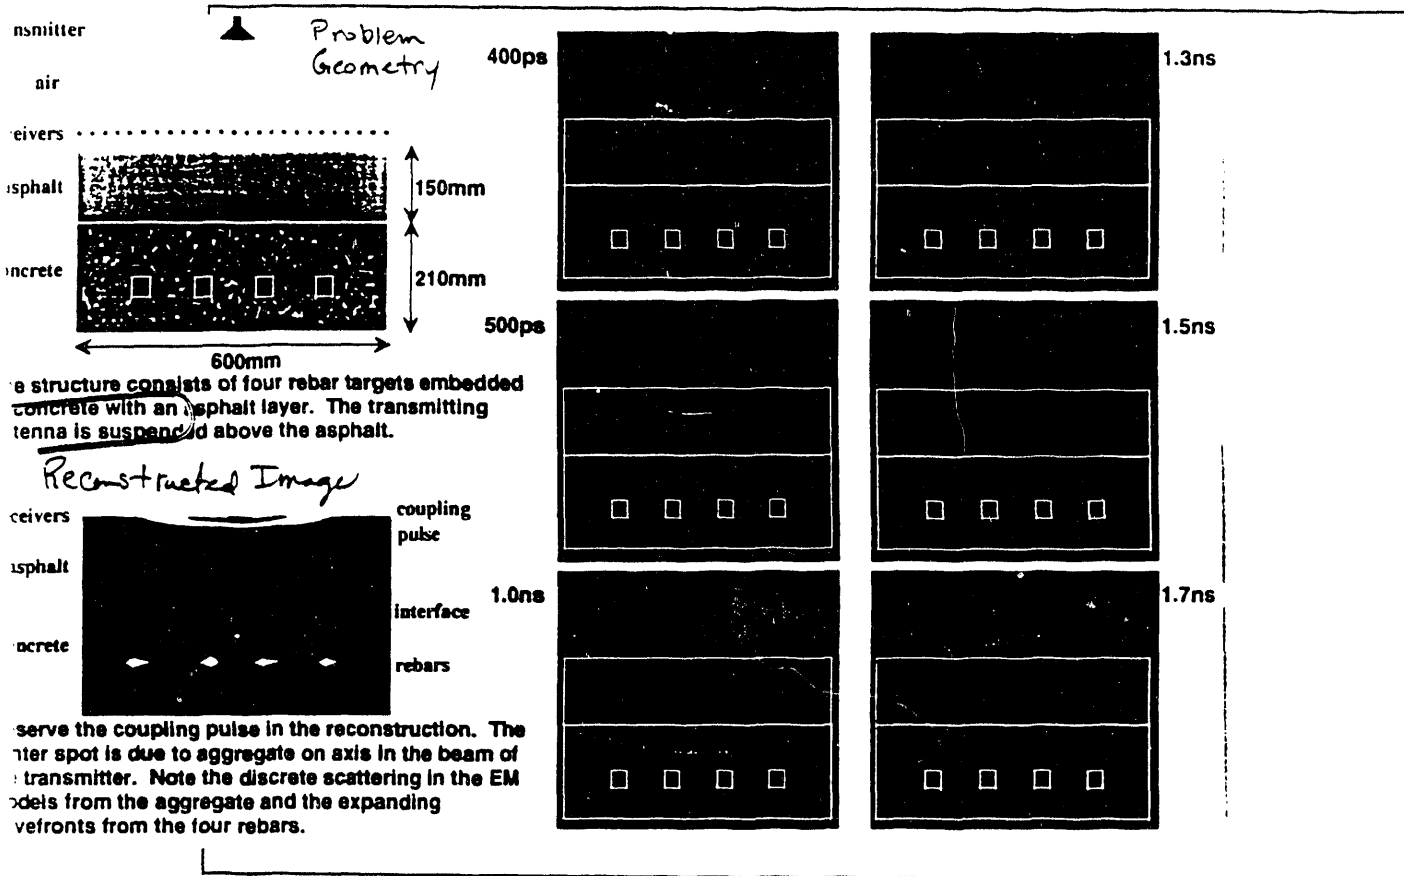 nsmitter
Problem
Geometry
air
eivers
sphalt
150mm
ncrete
210mm
600mm
e structure consists of four rebar targets embedded
concrete with an asphalt layer. The transmitting
tenna is suspended above the asphalt.
Reconstructed Image
ceivers
coupling
pulse
sphalt
interface
ncrete
rebars
serve the coupling pulse in the reconstruction. The
nter spot is due to aggregate on axis in the beam of
transmitter. Note the discrete scattering in the EM
odels from the aggregate and the expanding
vefronts from the four rebars.
400ps
1.3ns
500ps
1.5ns
1.0ns
1.7ns